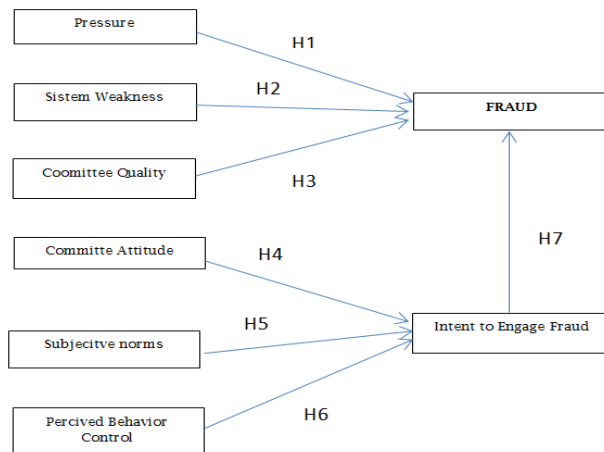 Pressure
H1
Sistem Weakness
H2
FRAUD
Coomittee Quality
H3
Committe Attitude
H4
H7
Subjecitve norms
H5
Intent to Engage Fraud
H6
Percived Behavior
Control